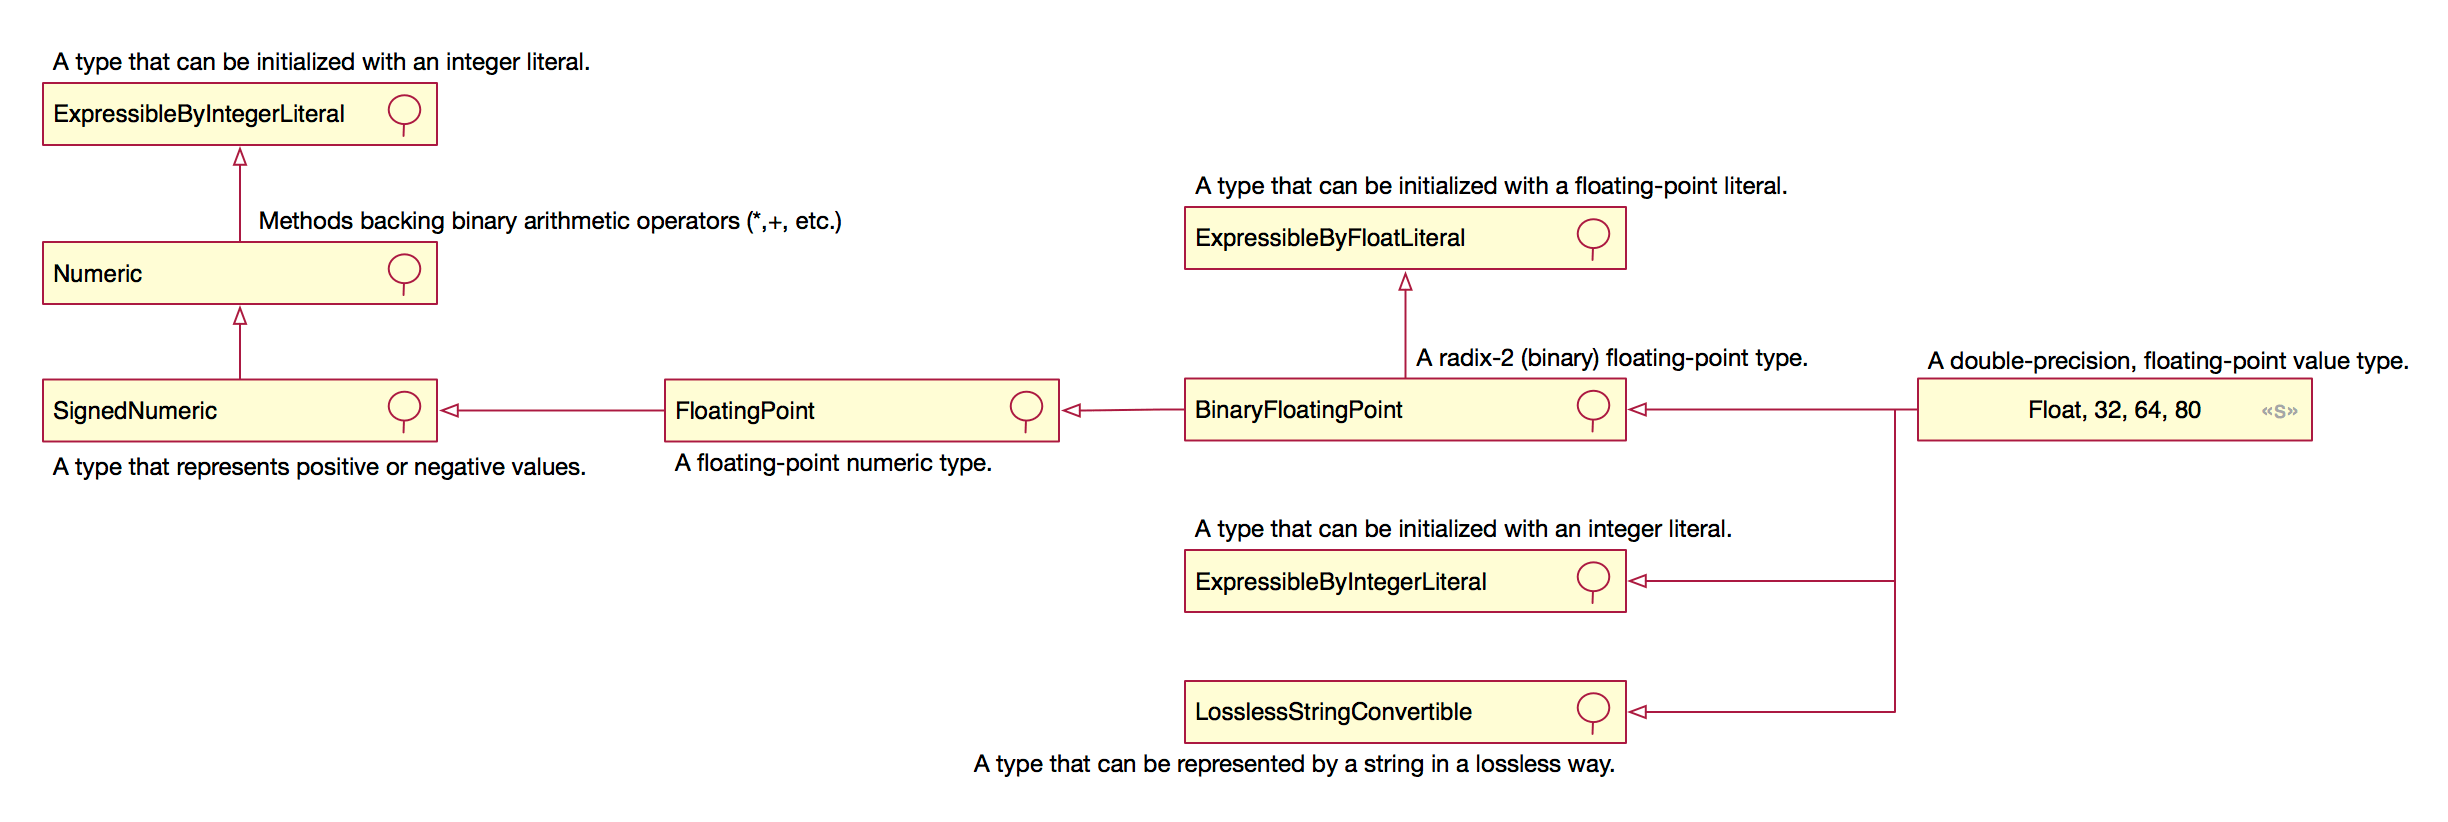 A type that can be initialized with an integer literal.
ExpressibleByIntegerLiteral
Methods backing binary arithmetic operators (*,+, etc.)
Numeric
SignedNumeric
A type that represents positive or negative values.
FloatingPoint
A floating-point numeric type.
A type that can be initialized with a floating-point literal.
ExpressibleByFloatLiteral
A radix-2 (binary) floating-point type.
BinaryFloatingPoint
A double-precision, floating-point value type.
Float, 32, 64, 80 «S»
A type that can be initialized with an integer literal.
ExpressibleByIntegerLiteral
LosslessStringConvertible
A type that can be represented by a string in a lossless way.